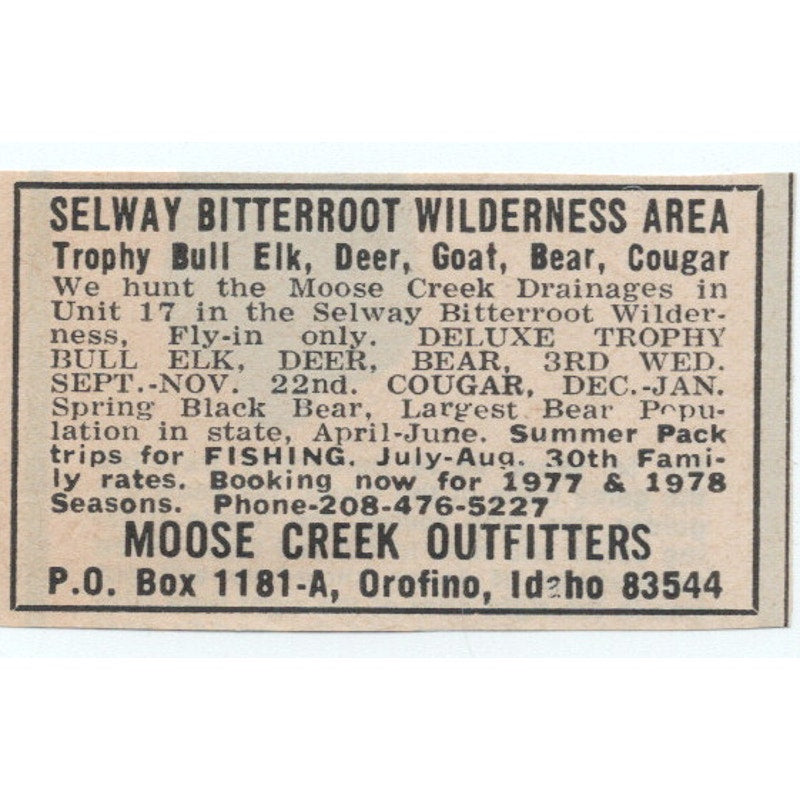 SELWAY BITTERROOT WILDERNESS AREA
Trophy Bull Elk, Deer, Goat, Bear, Cougar
We hunt the Moose Creek Drainages in
Unit 17 in the Selway Bitterroot Wilder-
ness, Fly-in only. DELUXE TROPHY
BULL ELK, DEER, BEAR, 3RD WED.
SEPT.-NOV. 22nd. COUGAR, DEC.-JAN.
Spring Black Bear, Largest Bear Popu-
lation in state, April-June. Summer Pack
trips for FISHING. July-Aug. 30th Fami-
ly rates. Booking now for 1977 & 1978
Seasons. Phone-208-476-5227
MOOSE CREEK OUTFITTERS
P.O. Box 1181-A, Orofino, Idaho 83544